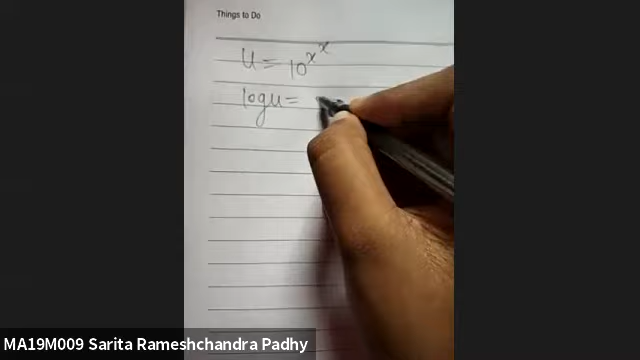 Things to Do
u = 10^x^x
log u =
MA19M009 Sarita Rameshchandra Padhy